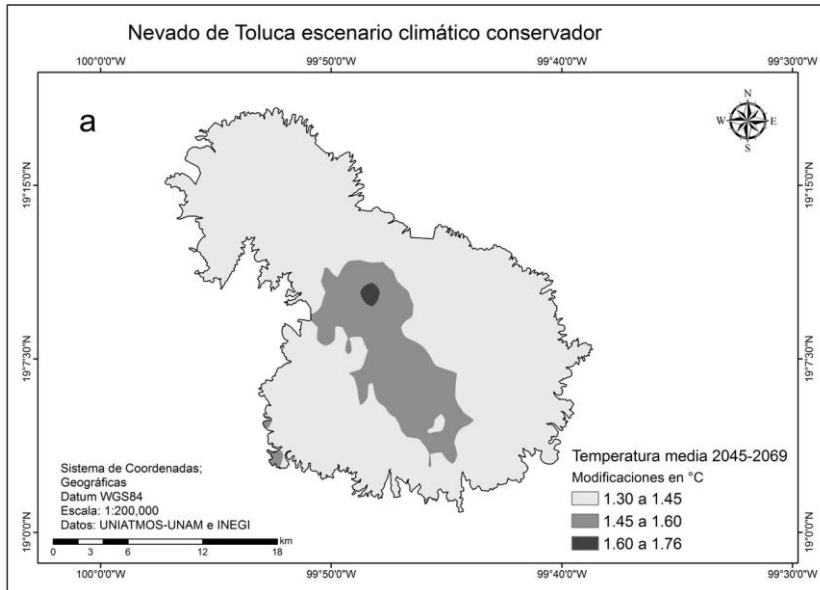 Nevado de Toluca escenario climático conservador
100°0'0"W 99°50'0"W 99°40'0"W 99°30'0"W
a
N
W E
S
19°15'0"N 19°15'0"N
19°7'30"N 19°7'30"N
19°0'0"N 19°0'0"N
Sistema de Coordenadas;
Geográficas
Datum WGS84
Escala: 1:200,000
Datos: UNIATMOS-UNAM e INEGI
km
0 3 6 12 18
Temperatura media 2045-2069
Modificaciones en °C
1.30 a 1.45
1.45 a 1.60
1.60 a 1.76
100°0'0"W 99°50'0"W 99°40'0"W 99°30'0"W